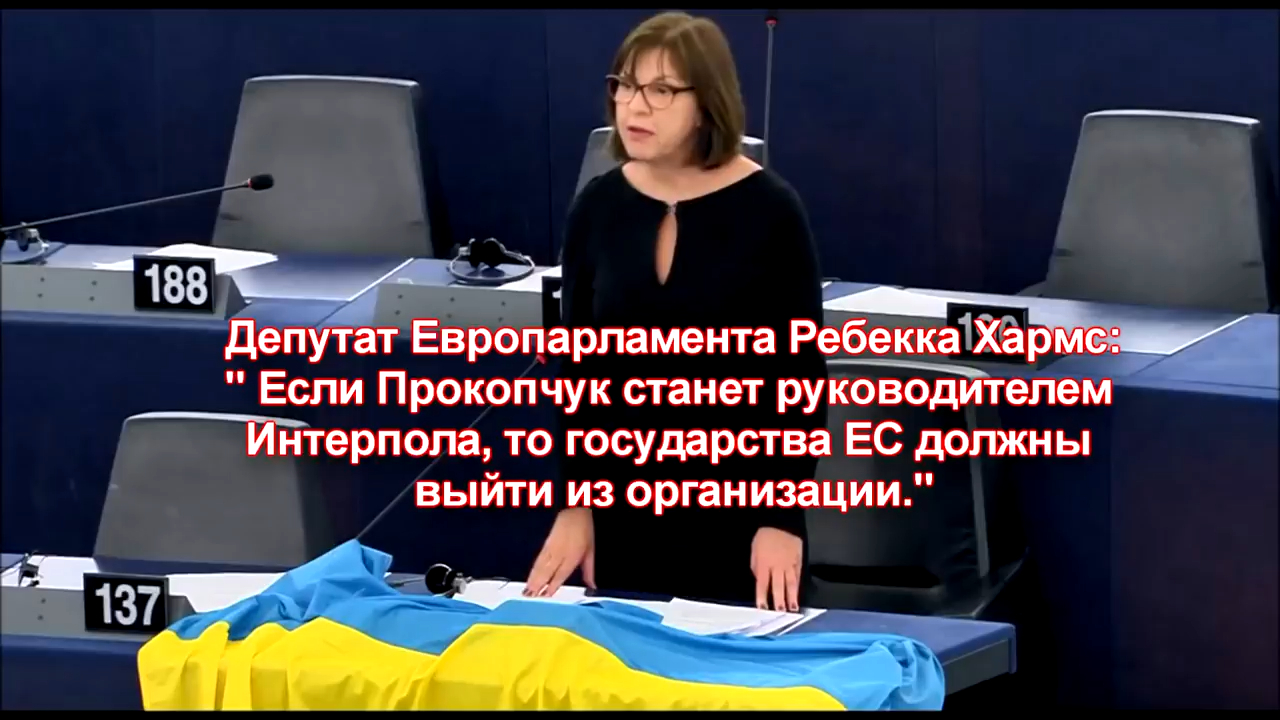 188
Депутат Европарламента Ребекка Хармс:
" Если Прокопчук станет руководителем
Интерпола, то государства ЕС должны
выйти из организации."
137